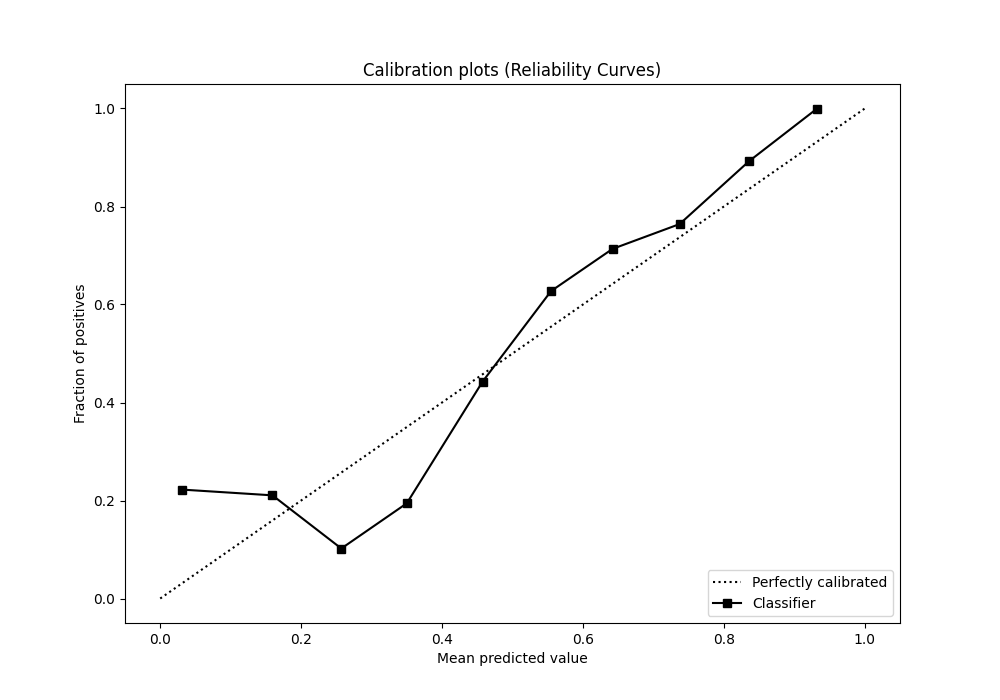 Calibration plots (Reliability Curves)
1.0
0.8
0.6
0.4
0.2
0.0
Fraction of positives
0.0 0.2 0.4 0.6 0.8 1.0
Mean predicted value
Perfectly calibrated
Classifier